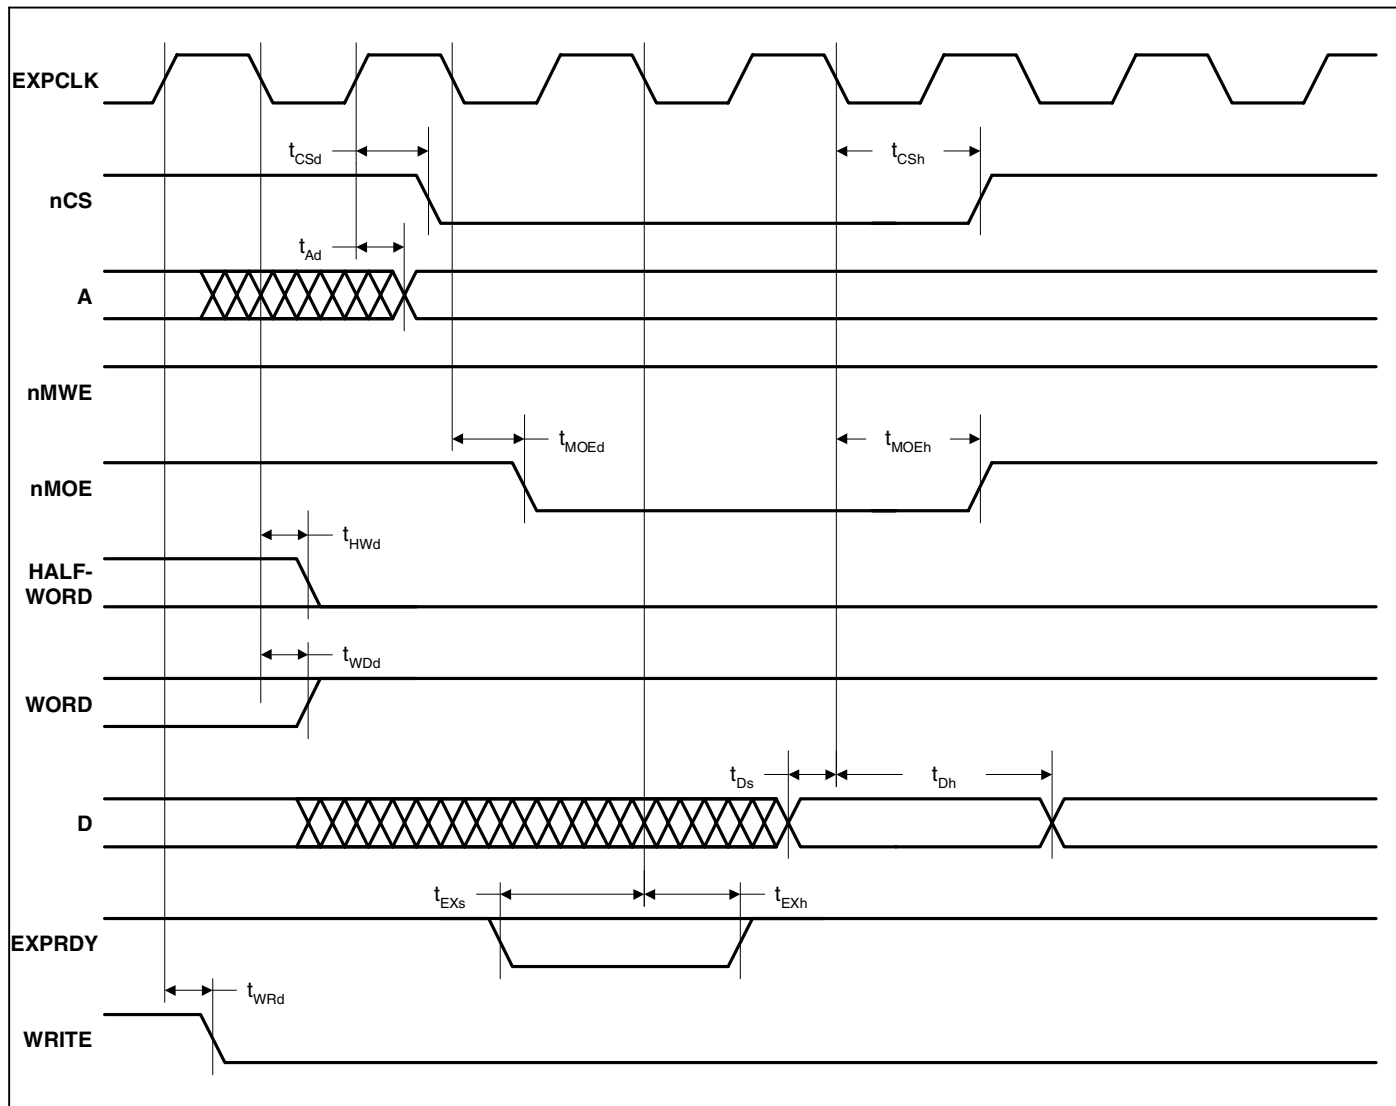 EXPCLK
tCSd
tCSh
nCS
tAd
A
nMWE
tMOEd
tMOEh
nMOE
tHWd
HALF-
WORD
tWDd
WORD
tDs
tDh
D
tEXs
tEXh
EXPRDY
tWRd
WRITE